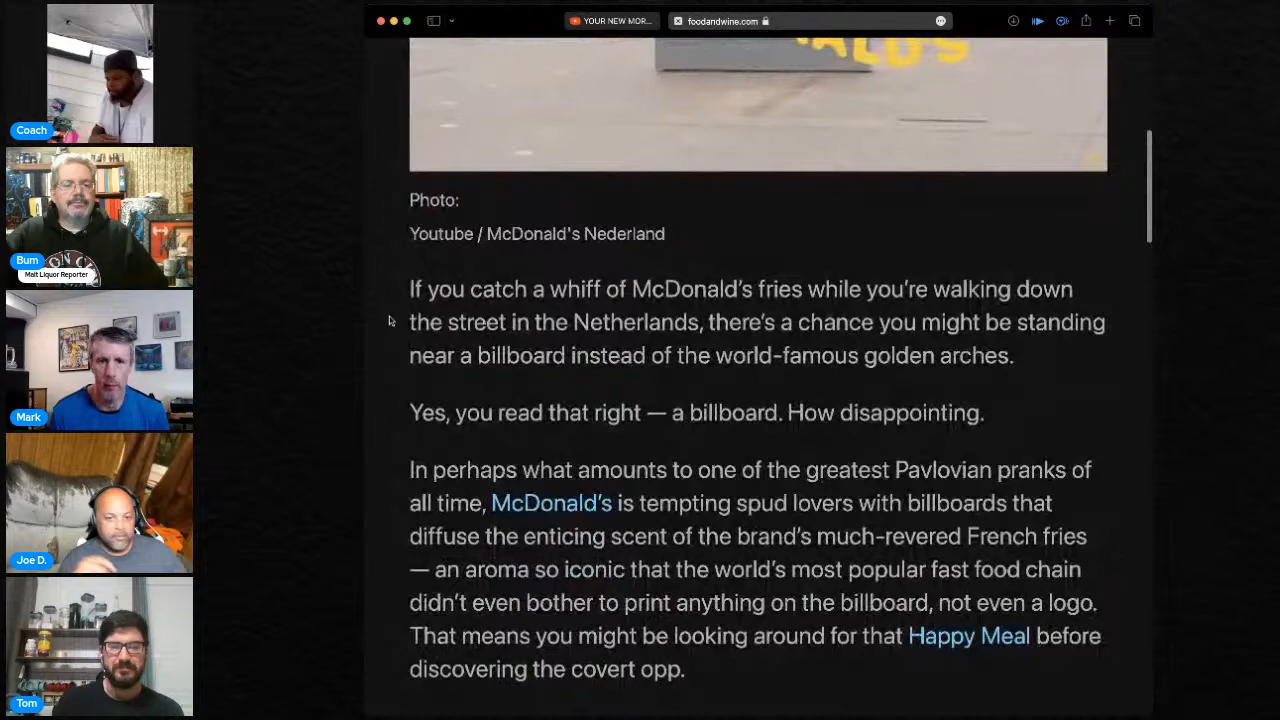 YOUR NEW MOR...
foodandwine.com
ALD'S
Coach
Photo:
Youtube / McDonald's Nederland
Bum
Malt Liquor Reporter
If you catch a whiff of McDonald’s fries while you’re walking down
the street in the Netherlands, there’s a chance you might be standing
near a billboard instead of the world-famous golden arches.
Mark
Yes, you read that right — a billboard. How disappointing.
In perhaps what amounts to one of the greatest Pavlovian pranks of
all time, McDonald’s is tempting spud lovers with billboards that
diffuse the enticing scent of the brand’s much-revered French fries
— an aroma so iconic that the world’s most popular fast food chain
didn’t even bother to print anything on the billboard, not even a logo.
That means you might be looking around for that Happy Meal before
discovering the covert opp.
Joe D.
Tom